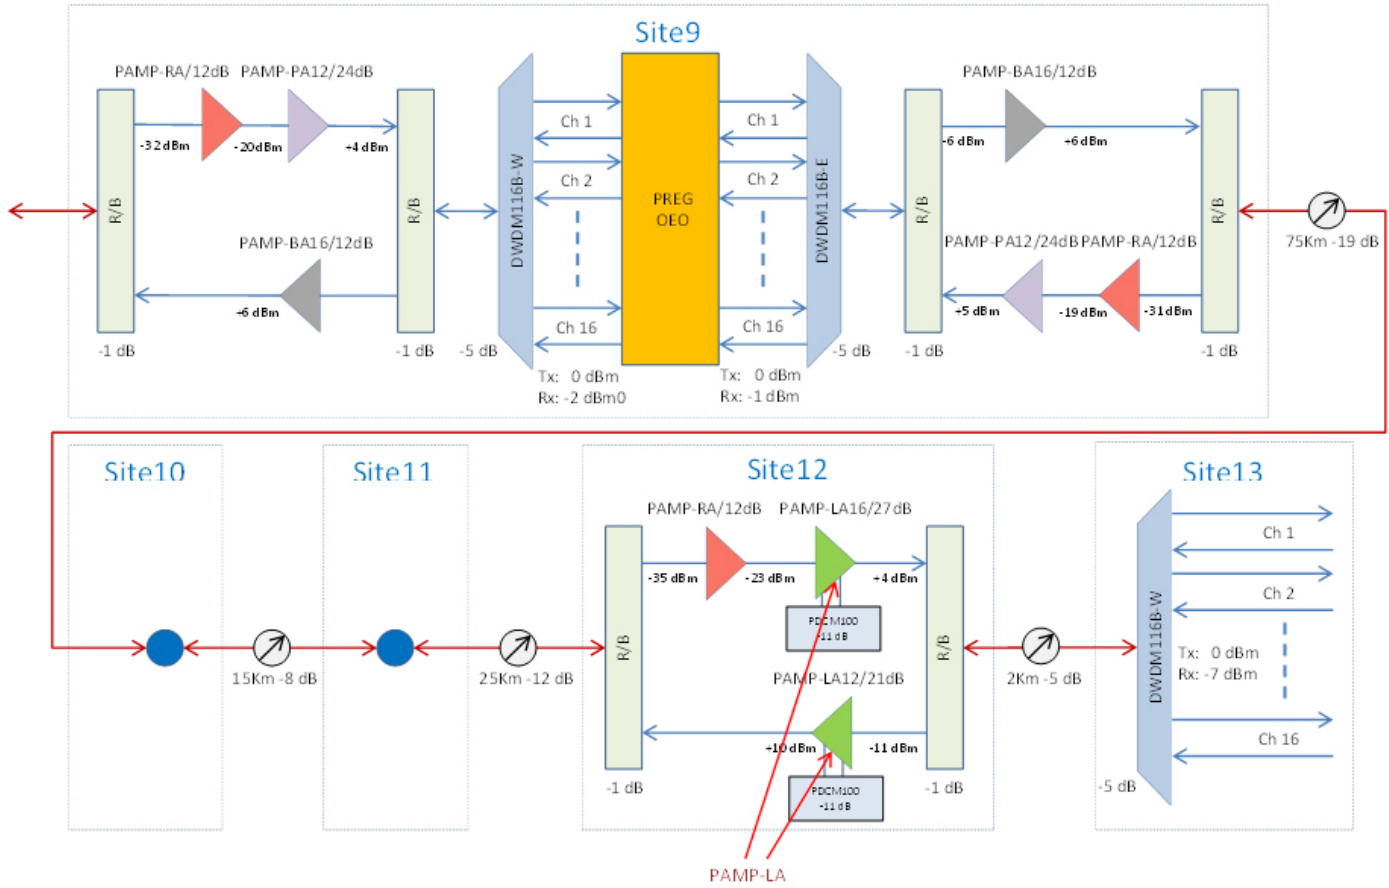 Site9
PAMP-RA/12dB PAMP-PA12/24dB
PAMP-BA16/12dB
-32 dBm
-20dBm
+4 dBm
-6 dBm
+6 dBm
Ch 1
Ch 1
Ch 2
Ch 2
R/B
R/B
DWDM116B-W
PREG
OEO
DWDM116B-E
R/B
R/B
75Km -19 dB
PAMP-BA16/12dB
PAMP-PA12/24dB PAMP-RA/12dB
+6 dBm
+5 dBm
-19 dBm
-31 dBm
Ch 16
Ch 16
-1 dB
-1 dB
-5 dB
-5 dB
-1 dB
-1 dB
Tx: 0 dBm
Rx: -2 dBm0
Tx: 0 dBm
Rx: -1 dBm
Site10
Site11
Site12
Site13
PAMP-RA/12dB
PAMP-LA16/27dB
-35 dBm
-23 dBm
+4 dBm
PDCM100
-11 dB
R/B
R/B
15Km -8 dB
25Km -12 dB
2Km -5 dB
PAMP-LA12/21dB
+10 dBm
-11 dBm
PDCM100
-11 dB
-1 dB
-1 dB
DWDM116B-W
Ch 1
Ch 2
Tx: 0 dBm
Rx: -7 dBm
Ch 16
-5 dB
PAMP-LA